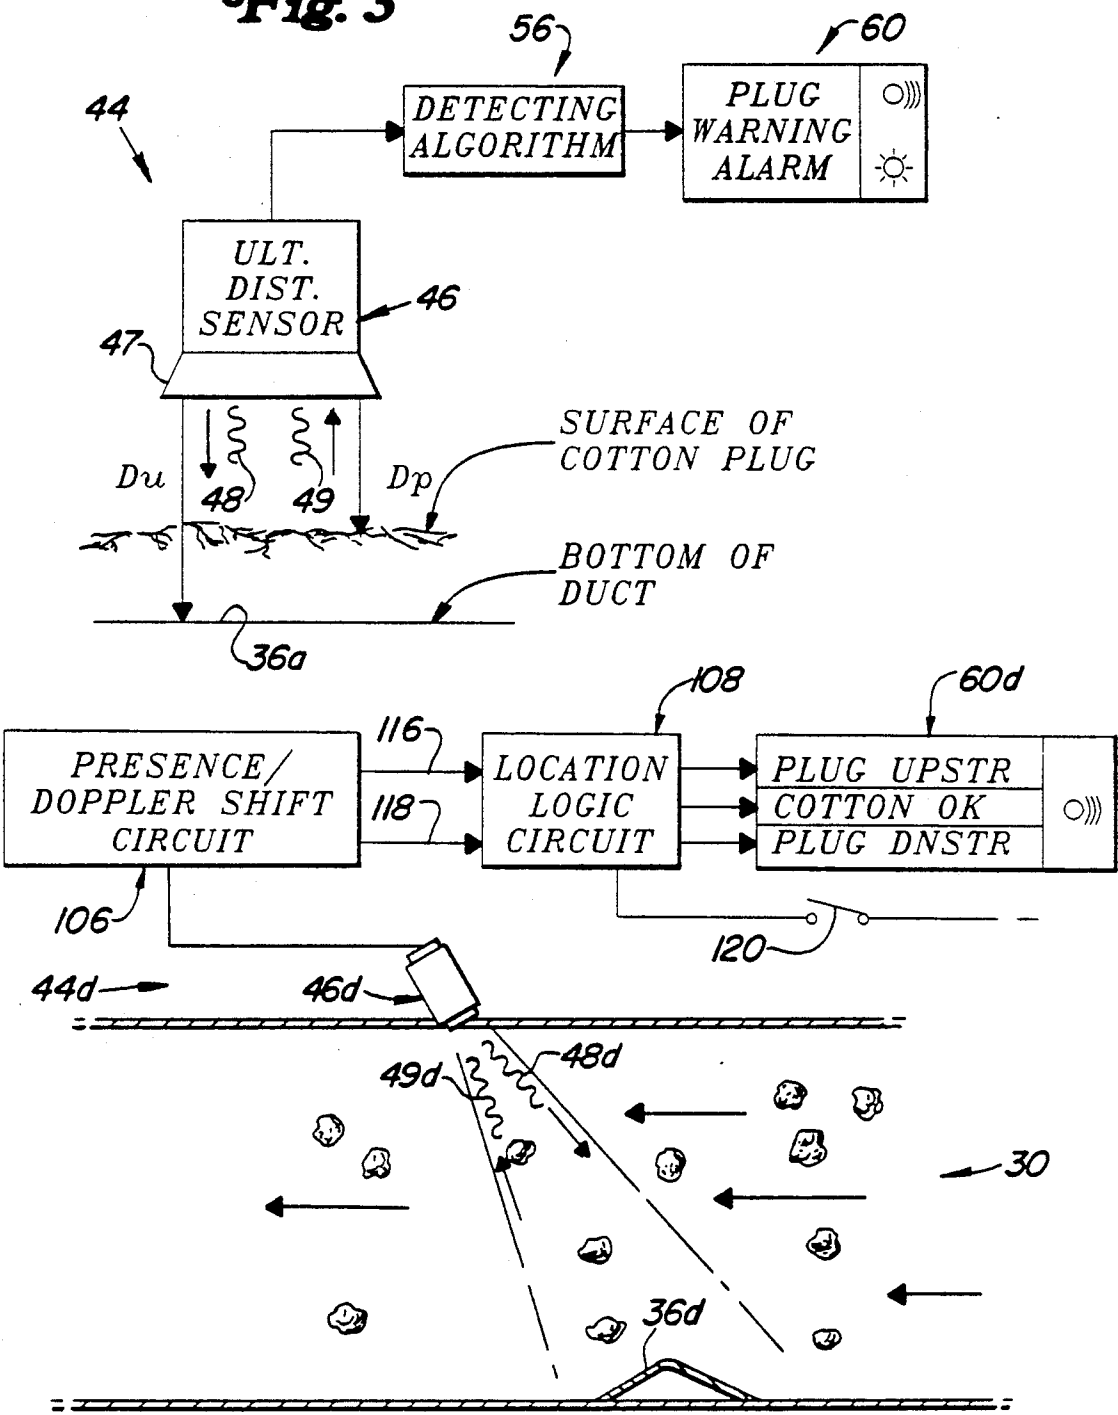 Fig. 3
56
60
44
DETECTING
ALGORITHM
PLUG
WARNING
ALARM
ULT.
DIST.
SENSOR
46
47
SURFACE OF
COTTON PLUG
Du
48
49
Dp
BOTTOM OF
DUCT
36a
108
60d
116
118
PRESENCE/
DOPPLER SHIFT
CIRCUIT
LOCATION
LOGIC
CIRCUIT
PLUG UPSTR
COTTON OK
PLUG DNSTR
106
120
44d
46d
48d
49d
30
36d